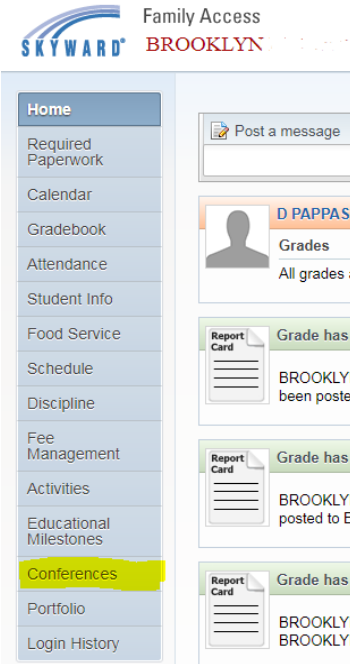 Family Access
SKYWARD®
BROOKLYN
Home
Required
Paperwork
Calendar
Gradebook
Attendance
Student Info
Food Service
Schedule
Discipline
Fee
Management
Activities
Educational
Milestones
Conferences
Portfolio
Login History
Post a message
D PAPPAS
Grades
All grades
Report
Card
Grade has
BROOKLY
been poste
Report
Card
Grade has
BROOKLY
posted to E
Report
Card
Grade has
BROOKLY
BROOKLY